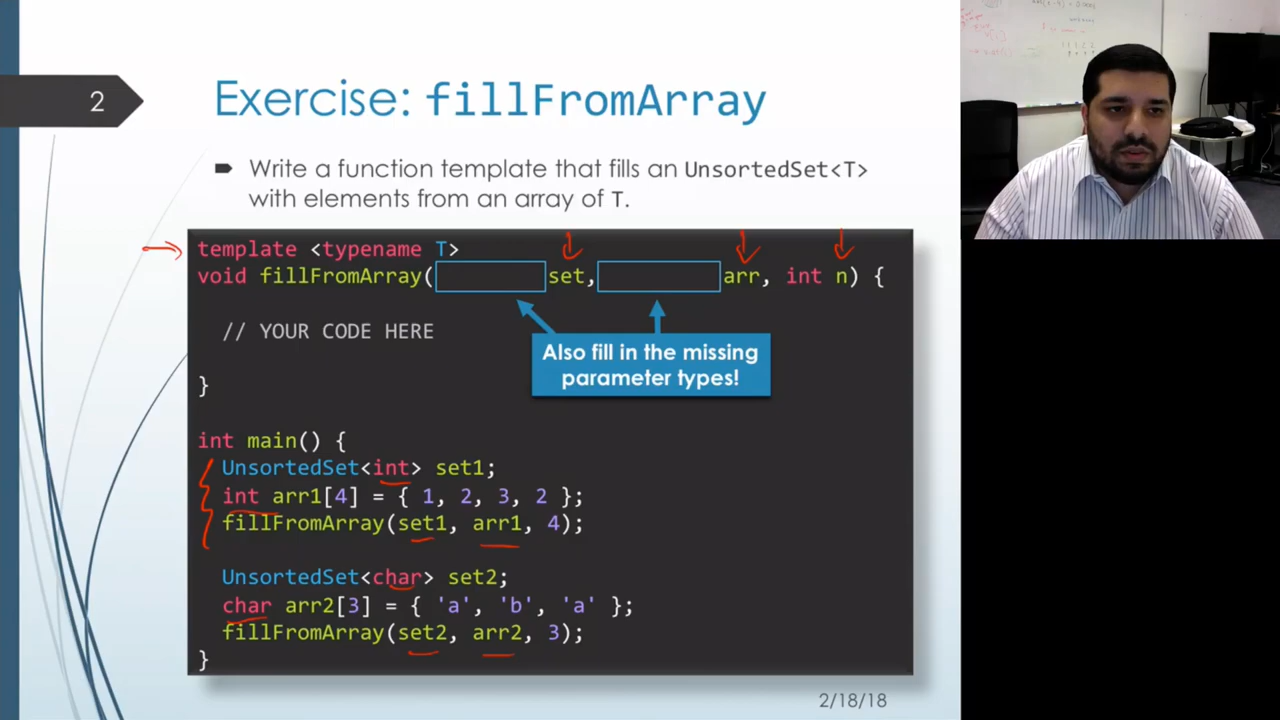 2
Exercise: fillFromArray
Write a function template that fills an UnsortedSet<T>
with elements from an array of T.
template <typename T>
void fillFromArray( set, arr, int n) {
// YOUR CODE HERE
Also fill in the missing
parameter types!
}
int main() {
UnsortedSet<int> set1;
int arr1[4] = { 1, 2, 3, 2 };
fillFromArray(set1, arr1, 4);
UnsortedSet<char> set2;
char arr2[3] = { 'a', 'b', 'a' };
fillFromArray(set2, arr2, 3);
}
2/18/18